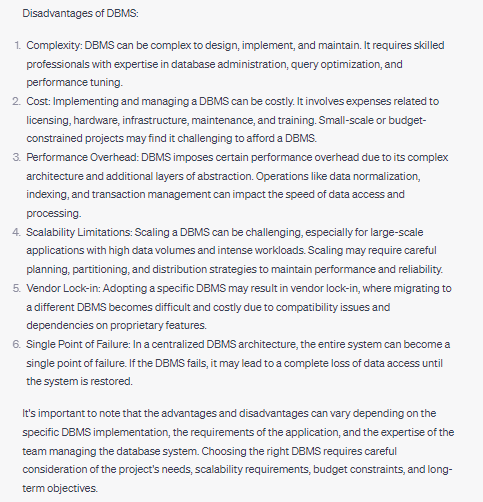 Disadvantages of DBMS:
1. Complexity: DBMS can be complex to design, implement, and maintain. It requires skilled
professionals with expertise in database administration, query optimization, and
performance tuning.
2. Cost: Implementing and managing a DBMS can be costly. It involves expenses related to
licensing, hardware, infrastructure, maintenance, and training. Small-scale or budget-
constrained projects may find it challenging to afford a DBMS.
3. Performance Overhead: DBMS imposes certain performance overhead due to its complex
architecture and additional layers of abstraction. Operations like data normalization,
indexing, and transaction management can impact the speed of data access and
processing.
4. Scalability Limitations: Scaling a DBMS can be challenging, especially for large-scale
applications with high data volumes and intense workloads. Scaling may require careful
planning, partitioning, and distribution strategies to maintain performance and reliability.
5. Vendor Lock-in: Adopting a specific DBMS may result in vendor lock-in, where migrating to
a different DBMS becomes difficult and costly due to compatibility issues and
dependencies on proprietary features.
6. Single Point of Failure: In a centralized DBMS architecture, the entire system can become a
single point of failure. If the DBMS fails, it may lead to a complete loss of data access until
the system is restored.
It's important to note that the advantages and disadvantages can vary depending on the
specific DBMS implementation, the requirements of the application, and the expertise of the
team managing the database system. Choosing the right DBMS requires careful
consideration of the project's needs, scalability requirements, budget constraints, and long-
term objectives.